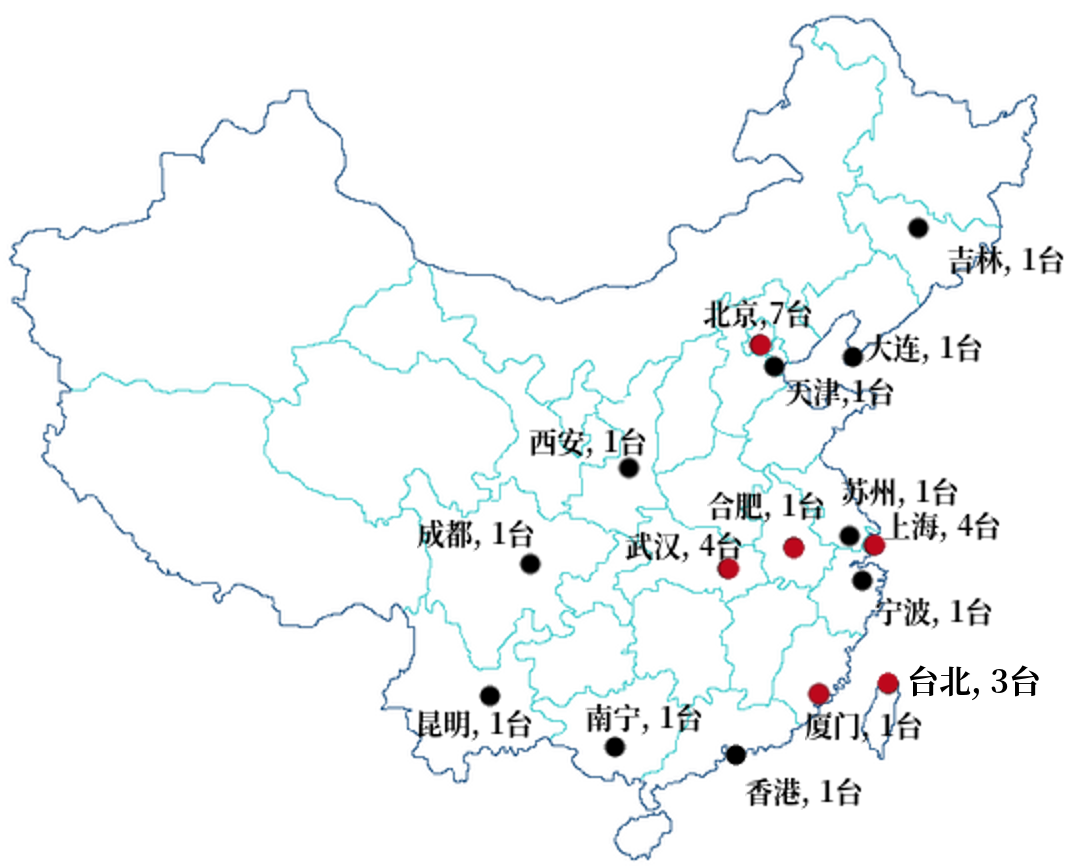 吉林, 1台
北京,7台
大连, 1台
天津,1台
西安, 1台
苏州, 1台
合肥, 1台
上海, 4台
成都, 1台
武汉, 4台
宁波, 1台
台北, 3台
昆明, 1台
南宁, 1台
厦门, 1台
香港, 1台